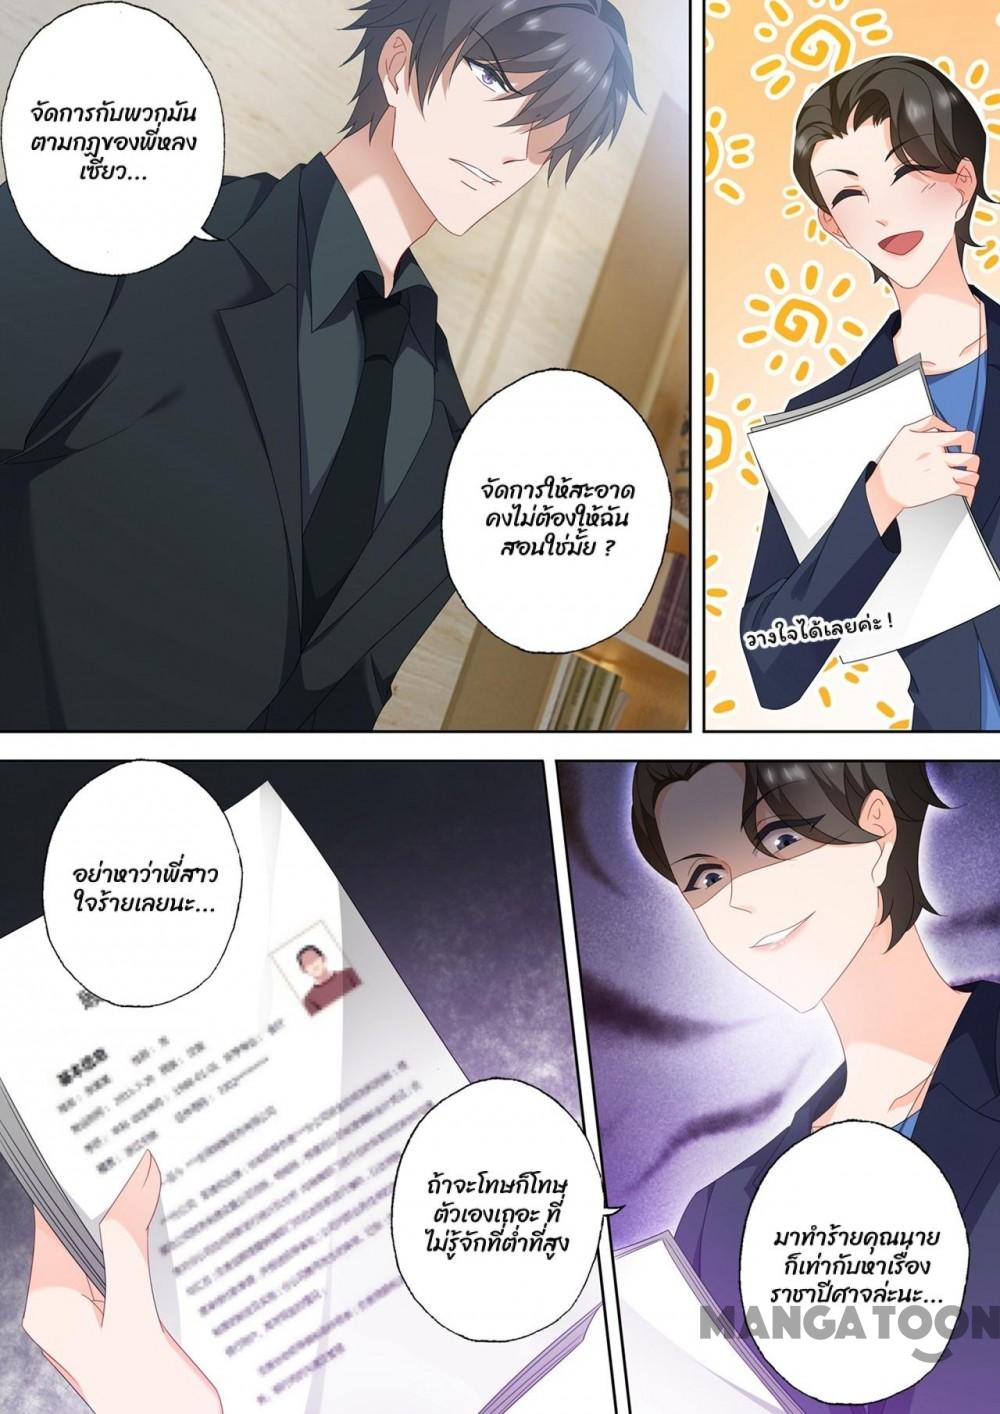 จัดการกับพวกมัน
ตามกฎของพี่หลง
เซียว...
จัดการให้สะอาด
คงไม่ต้องให้ฉัน
สอนใช่มั้ย ?
วางใจได้เลยค่ะ !
อย่าหาว่าพี่สาว
ใจร้ายเลยนะ...
ถ้าจะโทษก็โทษ
ตัวเองเถอะ ที่
ไม่รู้จักที่ต่ำที่สูง
มาทำร้ายคุณนาย
ก็เท่ากับหาเรื่อง
ราชาปีศาจล่ะนะ...
MANGATOON